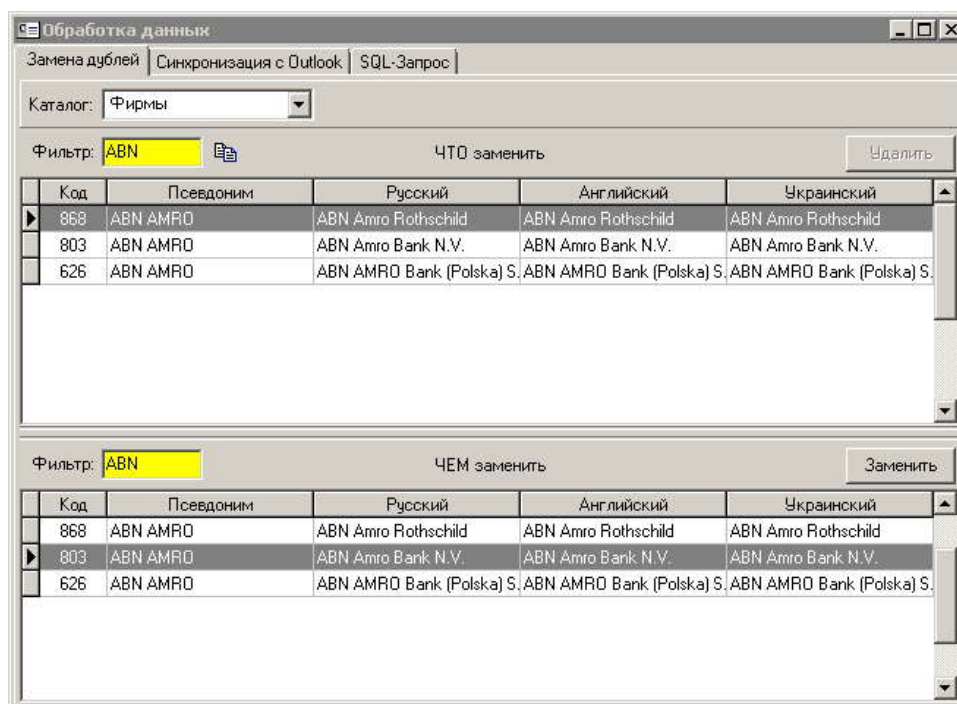 Обработка данных
Замена дублей Синхронизация с Outlook SQL-Запрос
Каталог: Фирмы
Фильтр: ABN ЧТО заменить Удалить
Код Псевдоним Русский Английский Украинский
868 ABN AMRO ABN Amro Rothschild ABN Amro Rothschild ABN Amro Rothschild
803 ABN AMRO ABN Amro Bank N.V. ABN Amro Bank N.V. ABN Amro Bank N.V.
626 ABN AMRO ABN AMRO Bank (Polska) S. ABN AMRO Bank (Polska) S. ABN AMRO Bank (Polska) S.
Фильтр: ABN ЧЕМ заменить Заменить
Код Псевдоним Русский Английский Украинский
868 ABN AMRO ABN Amro Rothschild ABN Amro Rothschild ABN Amro Rothschild
803 ABN AMRO ABN Amro Bank N.V. ABN Amro Bank N.V. ABN Amro Bank N.V.
626 ABN AMRO ABN AMRO Bank (Polska) S. ABN AMRO Bank (Polska) S. ABN AMRO Bank (Polska) S.